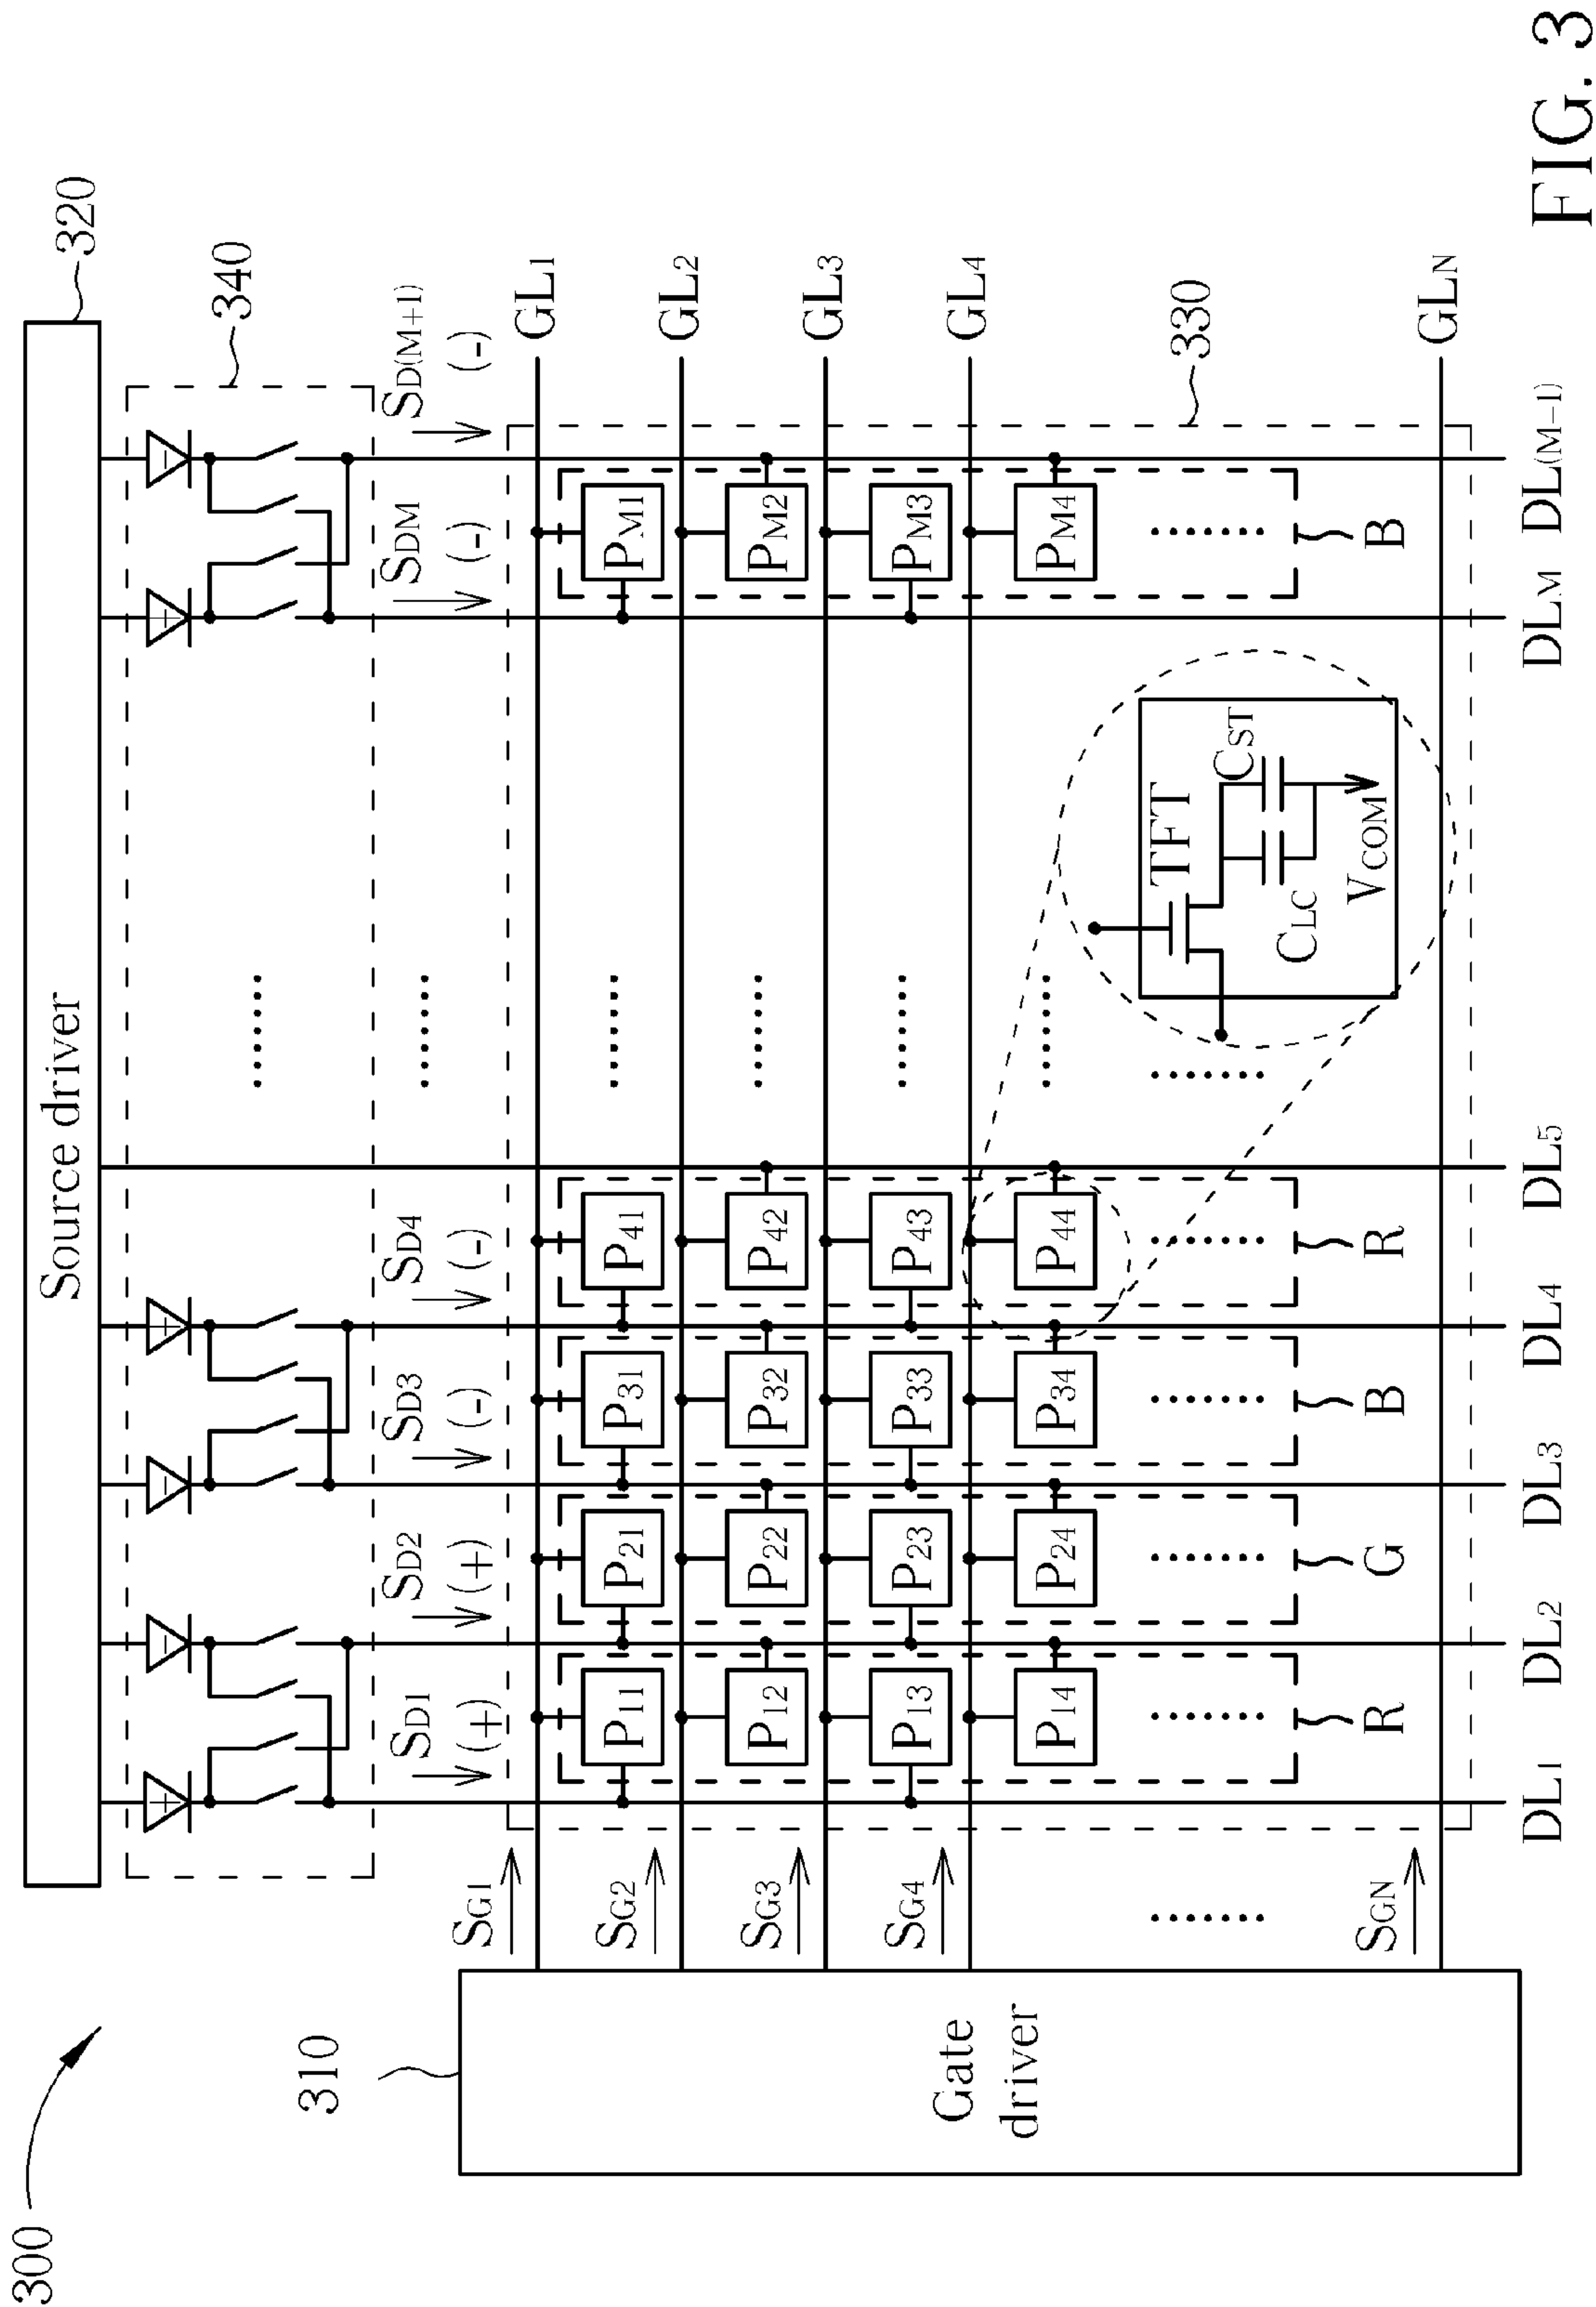 FIG. 3
300
320
Source driver
340
SD1 SD2 SD3 SD4 ...... SDM SD(M+1)
(+) (+) (-) (-) (-) (-)
310
Gate
driver
SG1 GL1
P11 P21 P31 P41 ...... PM1
SG2 GL2
P12 P22 P32 P42 ...... PM2
SG3 GL3
P13 P23 P33 P43 ...... PM3
SG4 GL4
P14 P24 P34 P44 ...... PM4
330
TFT
CLC CST
VCOM
R G B R B
SGN GLN
DL1 DL2 DL3 DL4 DL5 DLM DL(M-1)